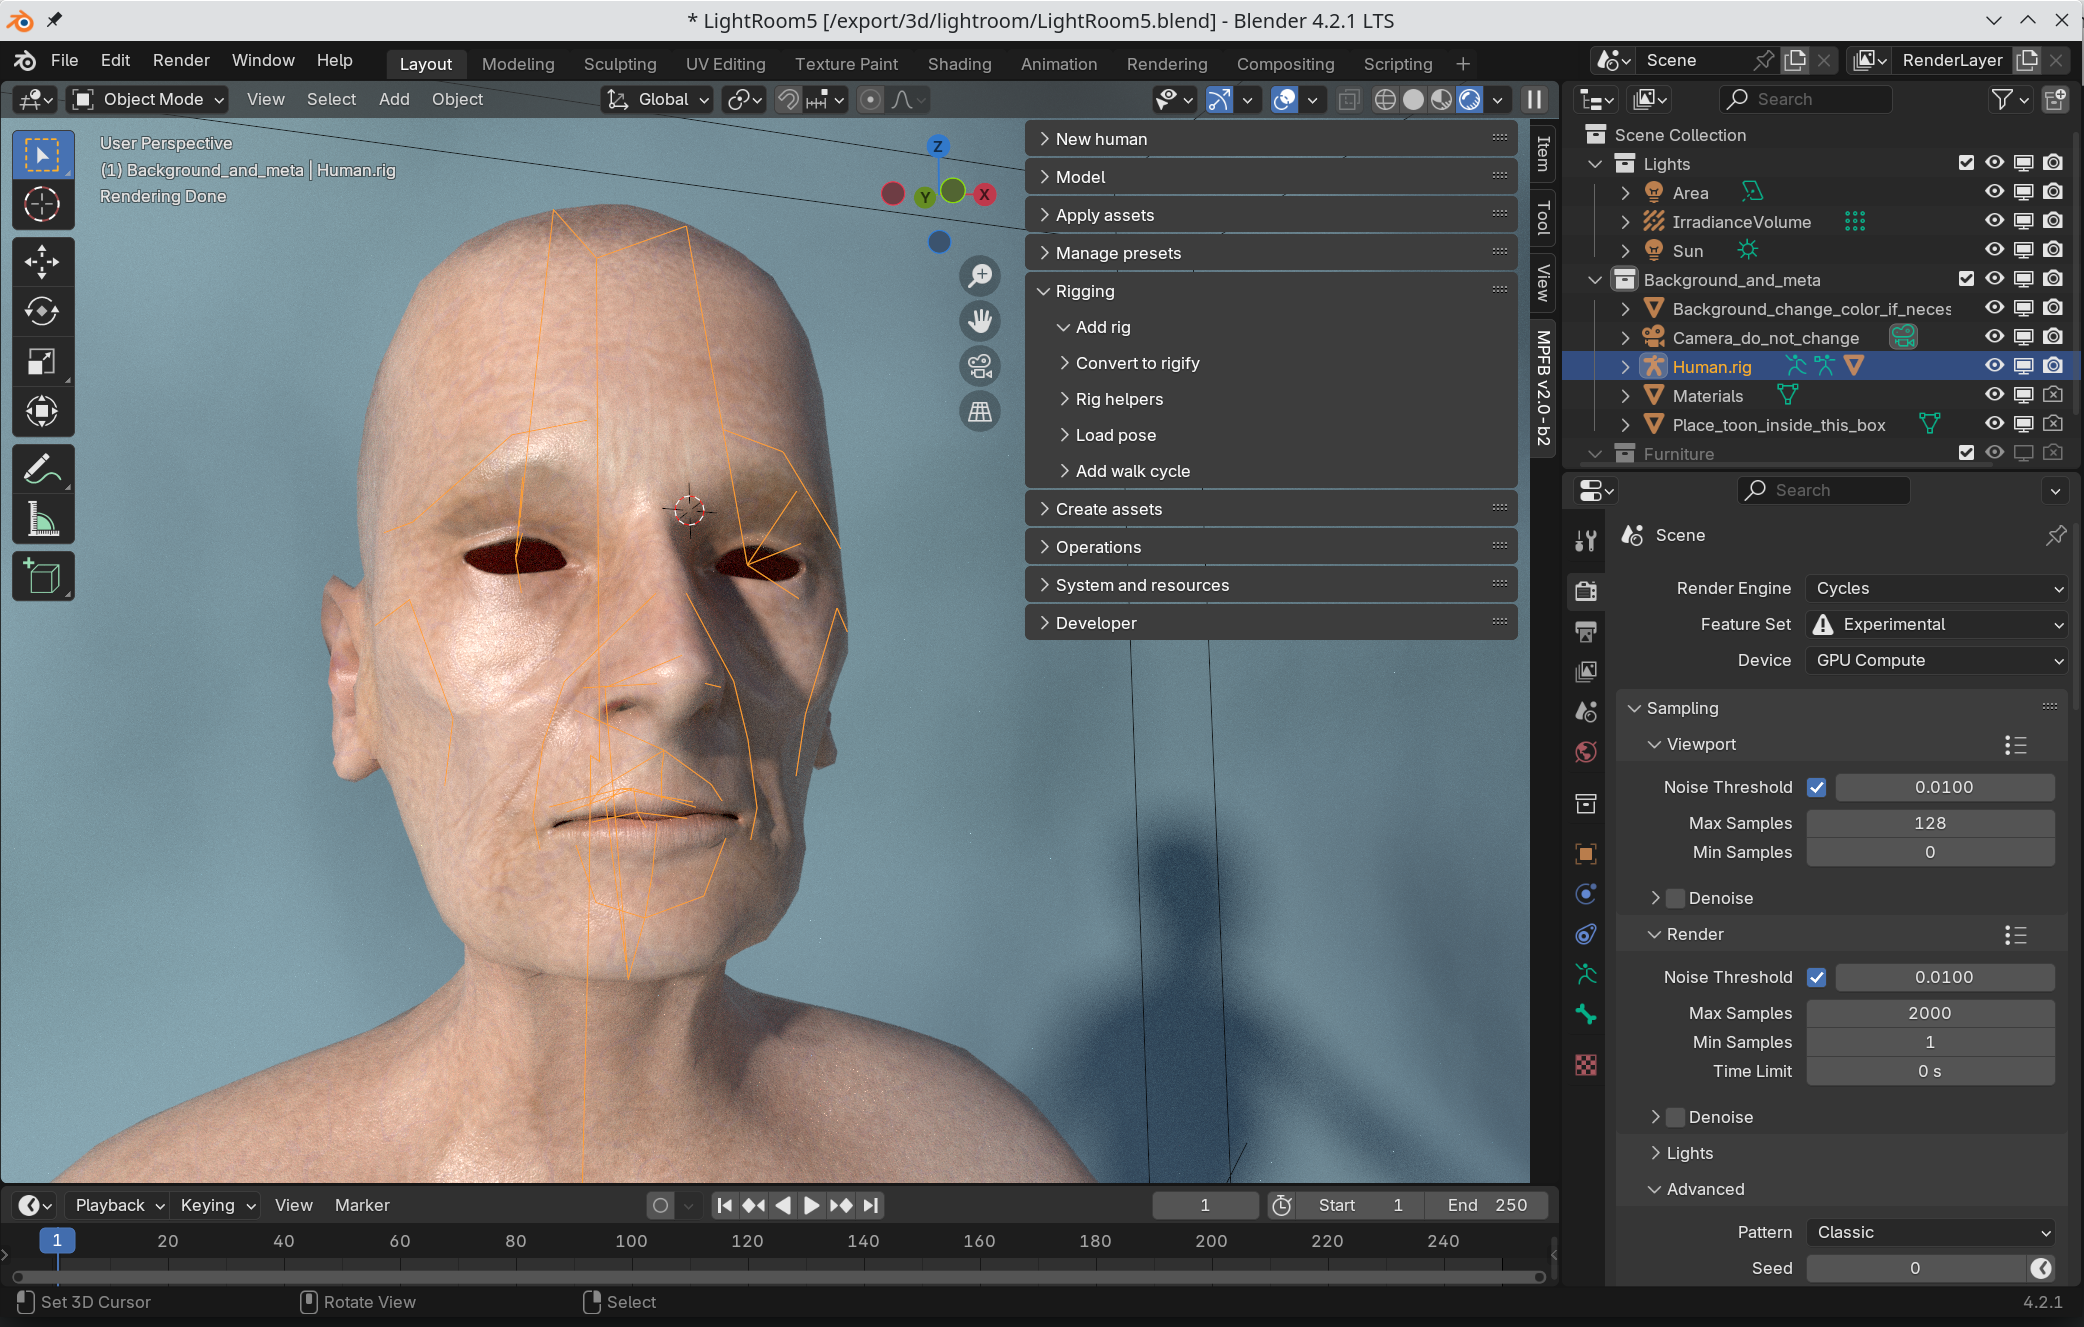 * LightRoom5 [/export/3d/lightroom/LightRoom5.blend] - Blender 4.2.1 LTS
File Edit Render Window Help
Layout Modeling Sculpting UV Editing Texture Paint Shading Animation Rendering Compositing Scripting
Scene
RenderLayer
Object Mode View Select Add Object
Global
Search
User Perspective
(1) Background_and_meta | Human.rig
Rendering Done
Z
Y
X
New human
Model
Apply assets
Manage presets
Rigging
Add rig
Convert to rigify
Rig helpers
Load pose
Add walk cycle
Create assets
Operations
System and resources
Developer
Item
Tool
View
MPFB v2.0 - b2
Scene Collection
Lights
Area
IrradianceVolume
Sun
Background_and_meta
Background_change_color_if_neces
Camera_do_not_change
Human.rig
Materials
Place_toon_inside_this_box
Furniture
Search
Scene
Render Engine Cycles
Feature Set Experimental
Device GPU Compute
Sampling
Viewport
Noise Threshold 0.0100
Max Samples 128
Min Samples 0
Denoise
Render
Noise Threshold 0.0100
Max Samples 2000
Min Samples 1
Time Limit 0 s
Denoise
Lights
Advanced
Pattern Classic
Seed 0
Playback Keying View Marker
1
Start 1
End 250
1 20 40 60 80 100 120 140 160 180 200 220 240
Set 3D Cursor
Rotate View
Select
4.2.1